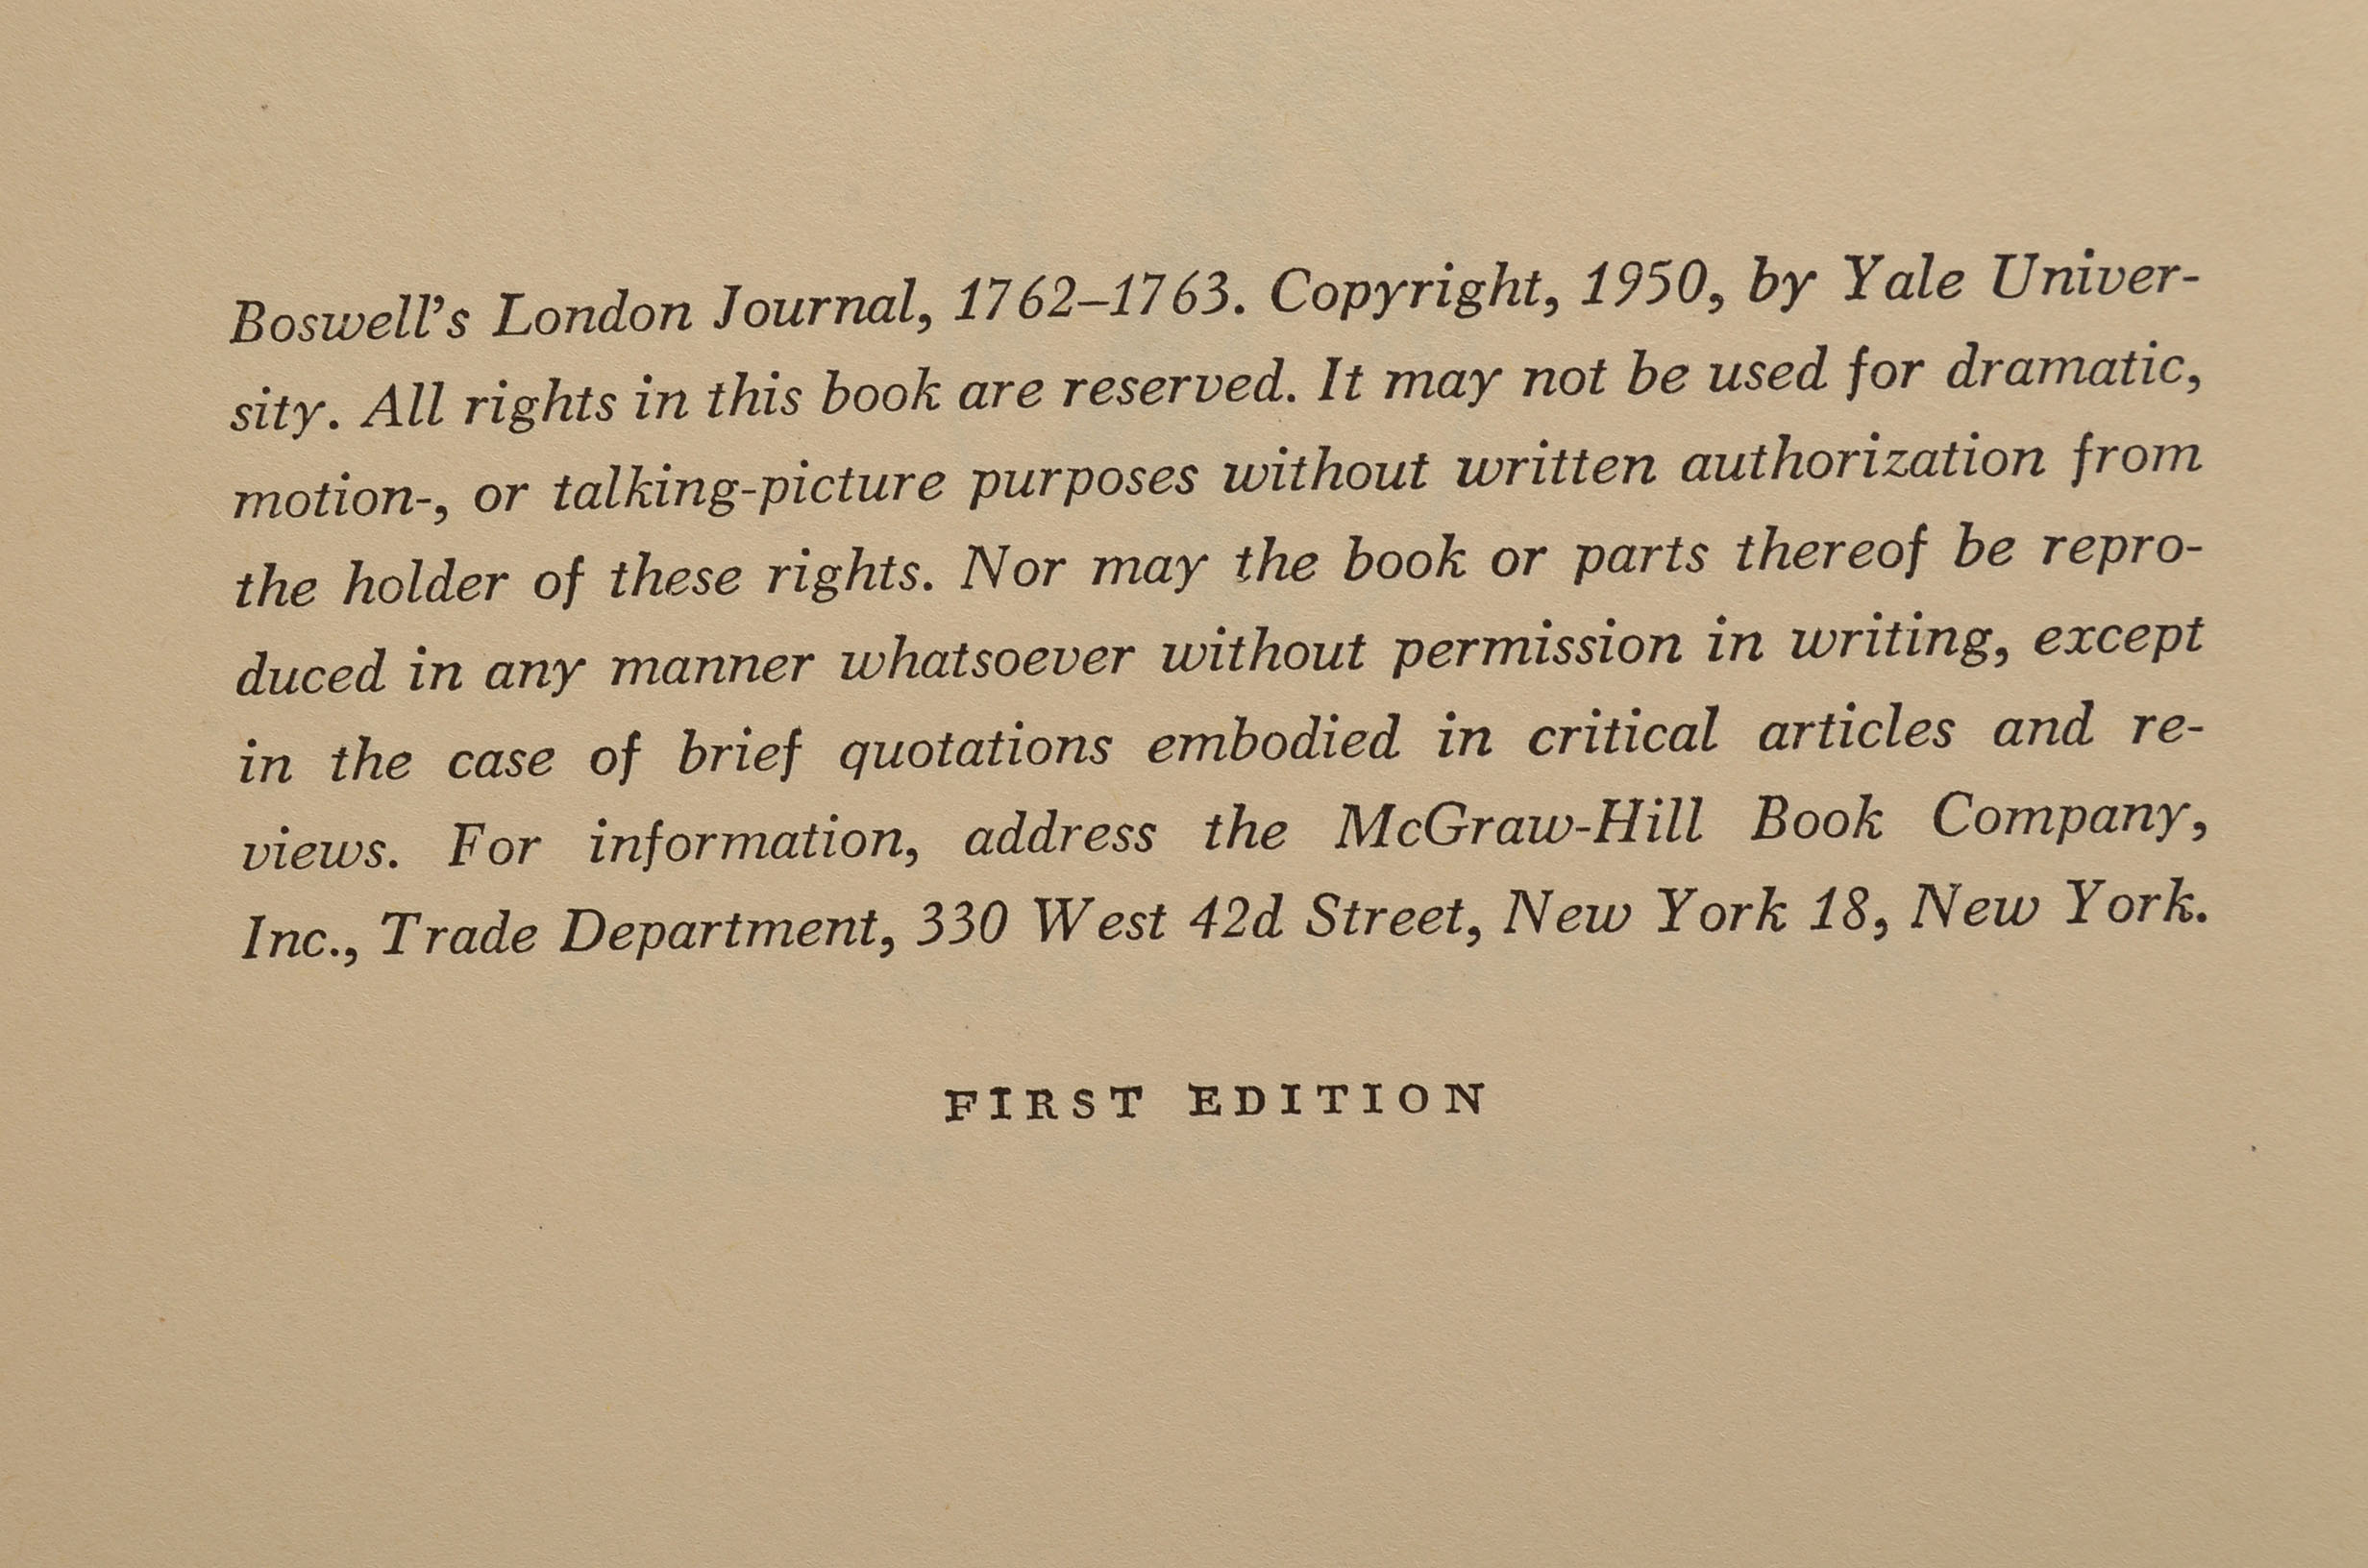 Boswell’s London Journal, 1762–1763. Copyright, 1950, by Yale Univer-
sity. All rights in this book are reserved. It may not be used for dramatic,
motion-, or talking-picture purposes without written authorization from
the holder of these rights. Nor may the book or parts thereof be repro-
duced in any manner whatsoever without permission in writing, except
in the case of brief quotations embodied in critical articles and re-
views. For information, address the McGraw-Hill Book Company,
Inc., Trade Department, 330 West 42d Street, New York 18, New York.
FIRST EDITION